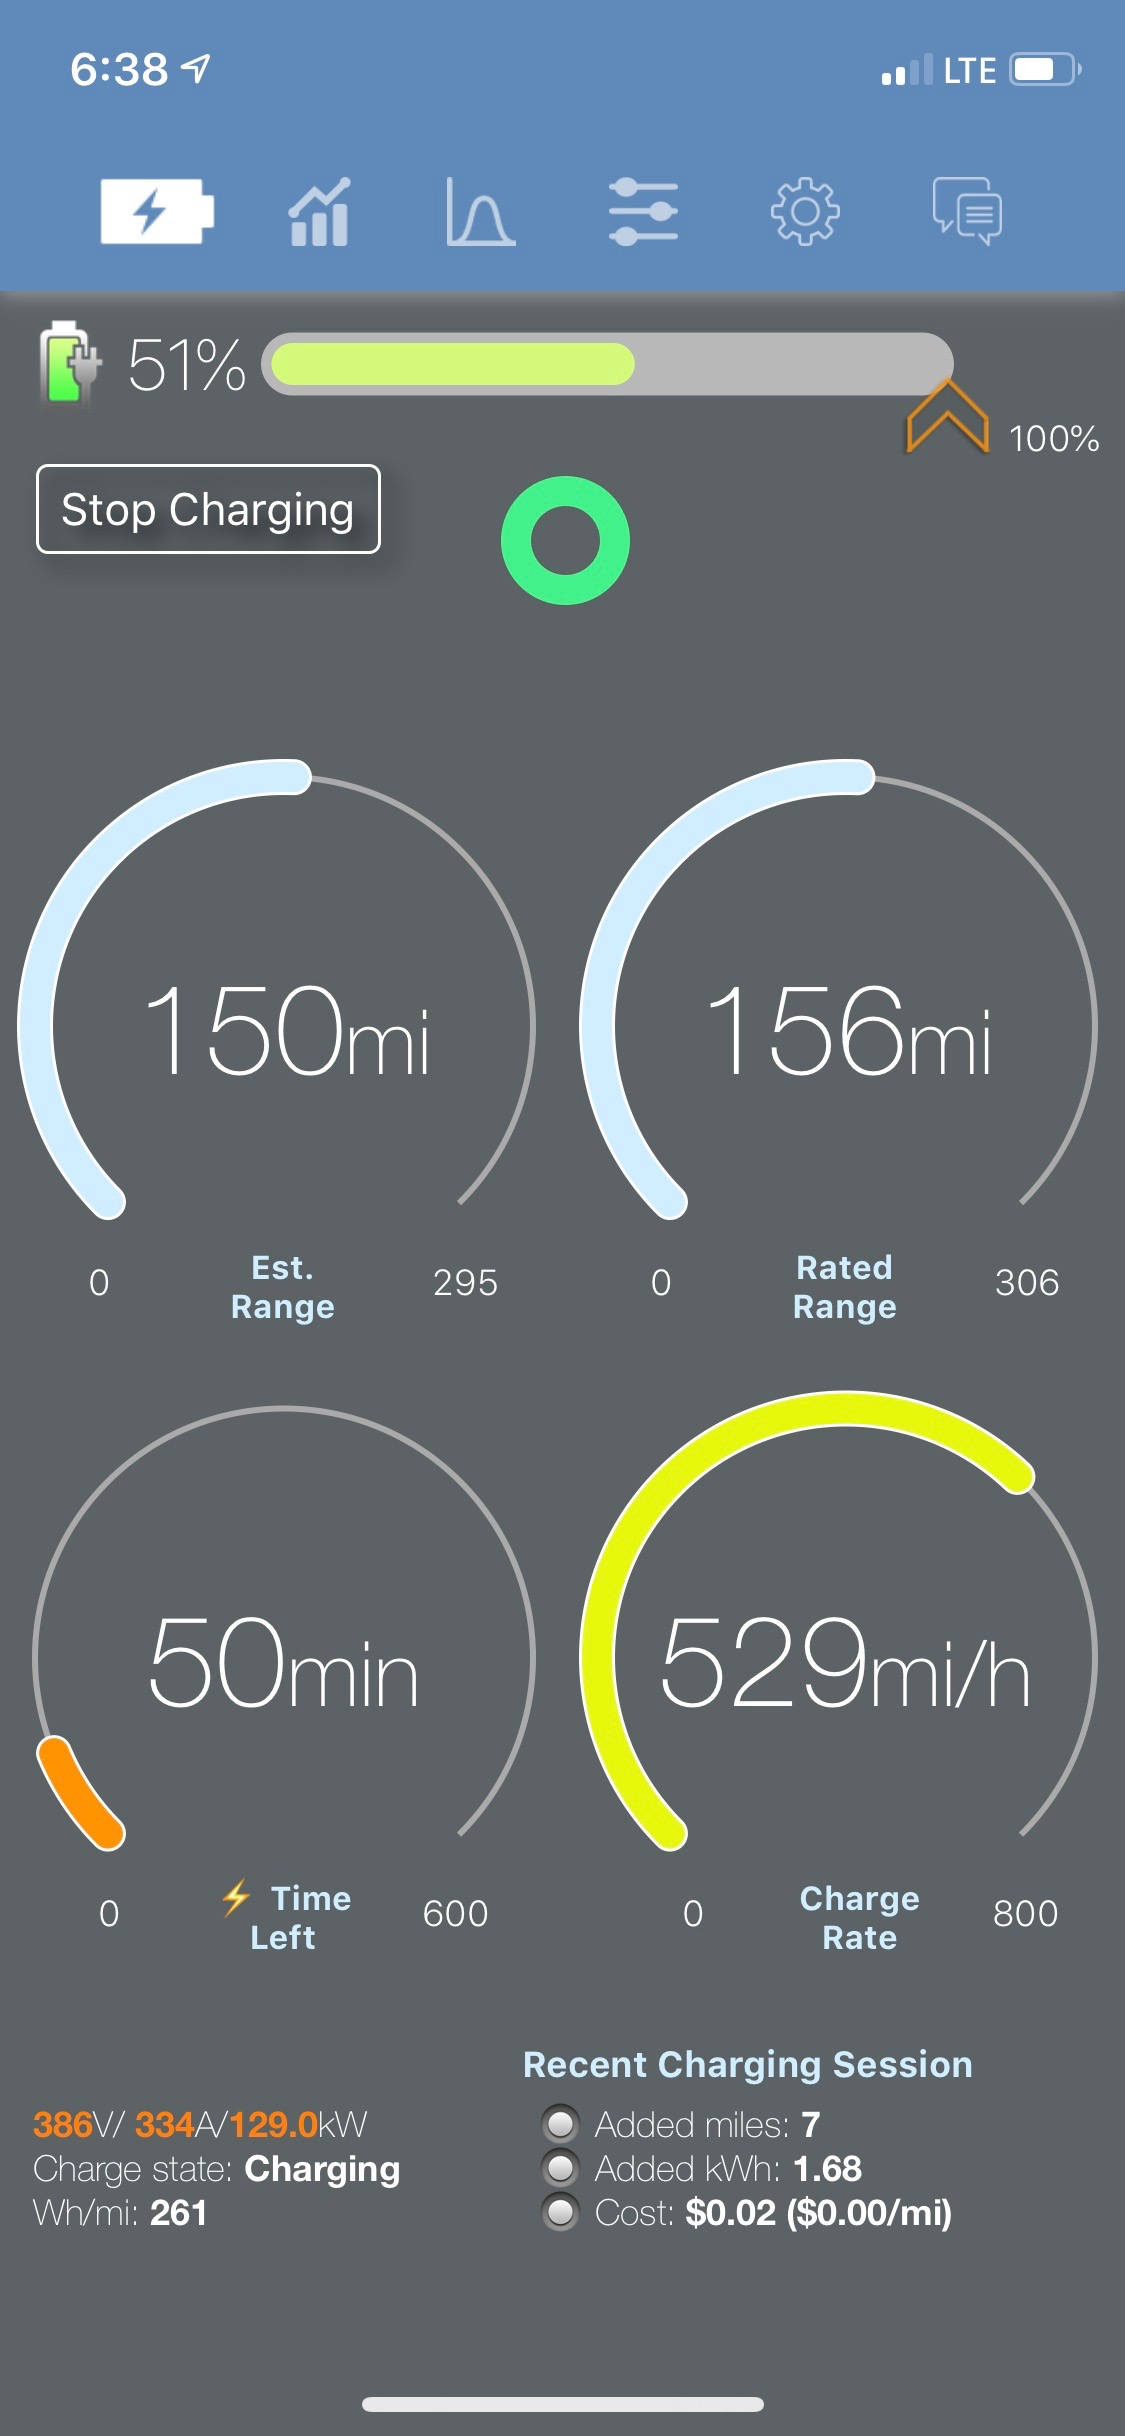 6:38 LTE
51%
100%
Stop Charging
150mi 156mi
0 Est. Range 295 0 Rated Range 306
50min 529mi/h
0 ⚡ Time Left 600 0 Charge Rate 800
Recent Charging Session
386V/ 334A/129.0kW Added miles: 7
Charge state: Charging Added kWh: 1.68
Wh/mi: 261 Cost: $0.02 ($0.00/mi)